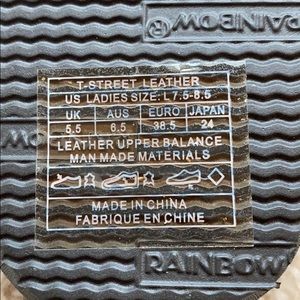 RAINBOW®
T-STREET LEATHER
US LADIES SIZE: L7.5-8.5
UK AUS EURO JAPAN
5.5 6.5 38.5 24
LEATHER UPPER BALANCE
MAN MADE MATERIALS
MADE IN CHINA
FABRIQUE EN CHINE
RAINBOW